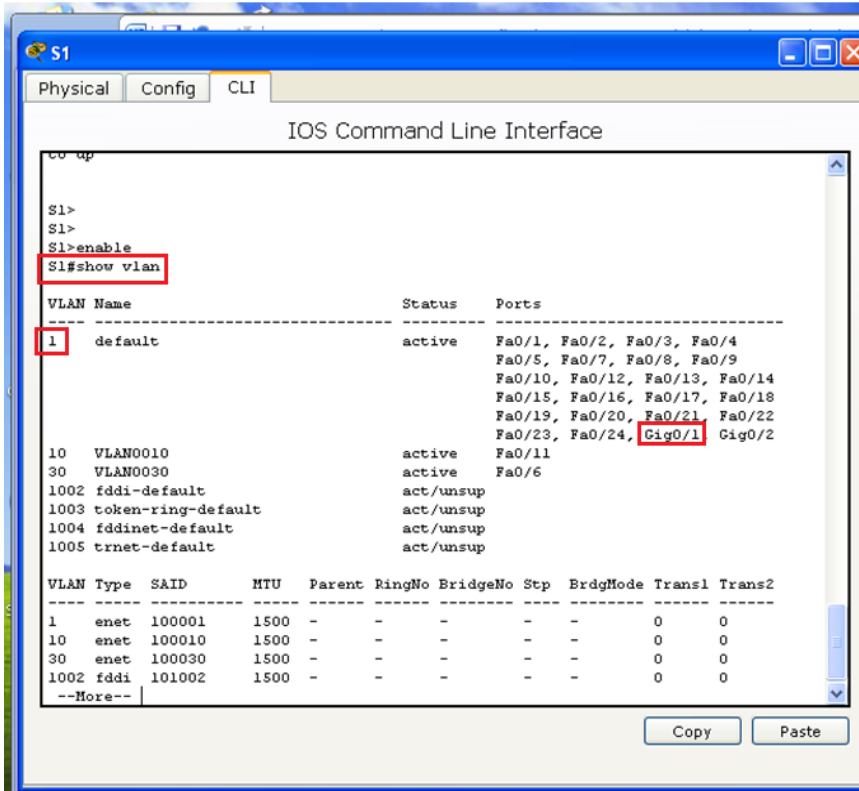 S1
Physical Config CLI
IOS Command Line Interface
co up
S1>
S1>
S1>enable
S1#show vlan
VLAN Name                             Status    Ports
---- -------------------------------- --------- -------------------------------
1    default                          active    Fa0/1, Fa0/2, Fa0/3, Fa0/4
                                                Fa0/5, Fa0/7, Fa0/8, Fa0/9
                                                Fa0/10, Fa0/12, Fa0/13, Fa0/14
                                                Fa0/15, Fa0/16, Fa0/17, Fa0/18
                                                Fa0/19, Fa0/20, Fa0/21, Fa0/22
                                                Fa0/23, Fa0/24, Gig0/1, Gig0/2
10   VLAN0010                         active    Fa0/11
30   VLAN0030                         active    Fa0/6
1002 fddi-default                     act/unsup
1003 token-ring-default               act/unsup
1004 fddinet-default                  act/unsup
1005 trnet-default                    act/unsup
VLAN Type  SAID       MTU   Parent RingNo BridgeNo Stp  BrdgMode Trans1 Trans2
---- ----- ---------- ----- ------ ------ -------- ---- -------- ------ ------
1    enet  100001     1500  -      -      -        -    -        0      0
10   enet  100010     1500  -      -      -        -    -        0      0
30   enet  100030     1500  -      -      -        -    -        0      0
1002 fddi  101002     1500  -      -      -        -    -        0      0
--More--
Copy Paste